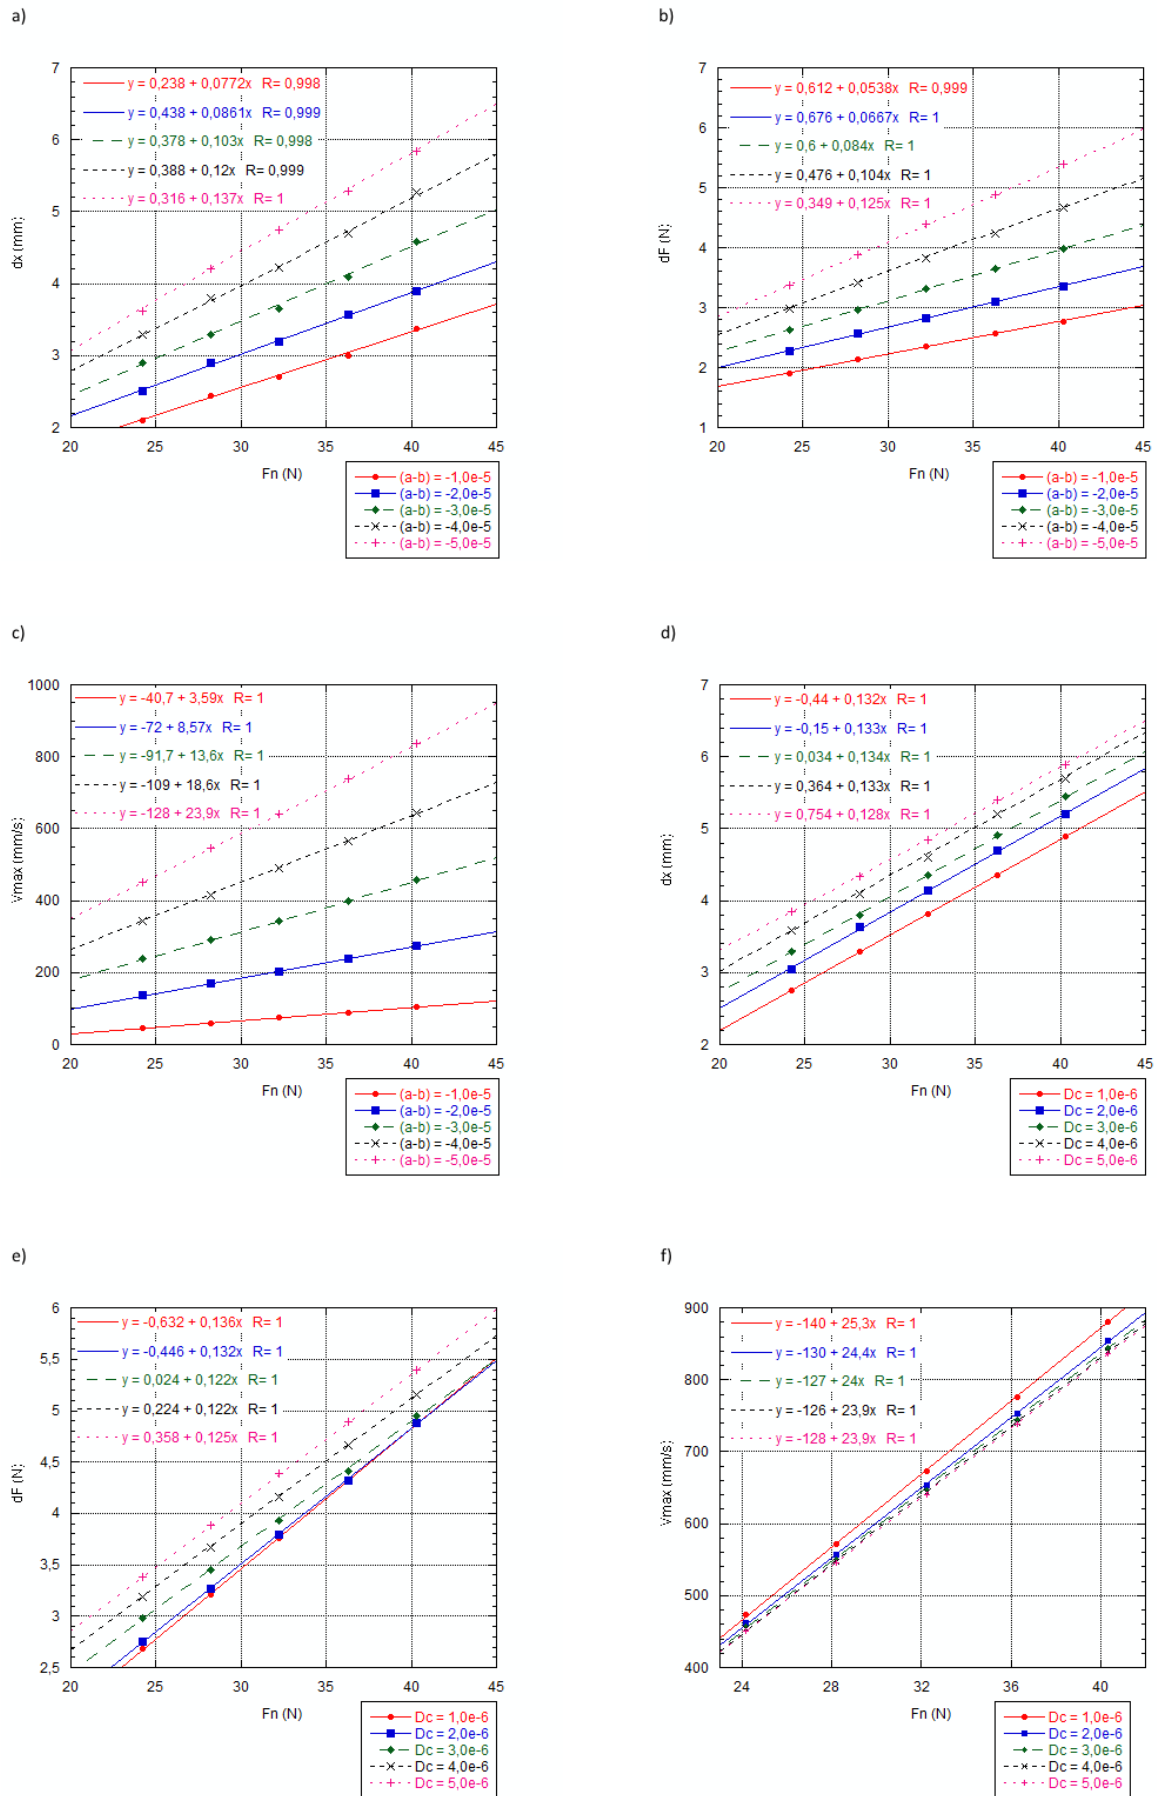 a)
7
6
5
4
3
2
dx (mm)
y = 0,238 + 0,0772x R= 0,998
y = 0,438 + 0,0861x R= 0,999
y = 0,378 + 0,103x R= 0,998
y = 0,388 + 0,12x R= 0,999
y = 0,316 + 0,137x R= 1
20 25 30 35 40 45
Fn (N)
(a-b) = -1,0e-5
(a-b) = -2,0e-5
(a-b) = -3,0e-5
(a-b) = -4,0e-5
(a-b) = -5,0e-5
b)
7
6
5
4
3
2
1
dF (N)
y = 0,612 + 0,0538x R= 0,999
y = 0,676 + 0,0667x R= 1
y = 0,6 + 0,084x R= 1
y = 0,476 + 0,104x R= 1
y = 0,349 + 0,125x R= 1
20 25 30 35 40 45
Fn (N)
(a-b) = -1,0e-5
(a-b) = -2,0e-5
(a-b) = -3,0e-5
(a-b) = -4,0e-5
(a-b) = -5,0e-5
c)
1000
800
600
400
200
0
Vmax (mm/s)
y = -40,7 + 3,59x R= 1
y = -72 + 8,57x R= 1
y = -91,7 + 13,6x R= 1
y = -109 + 18,6x R= 1
y = -128 + 23,9x R= 1
20 25 30 35 40 45
Fn (N)
(a-b) = -1,0e-5
(a-b) = -2,0e-5
(a-b) = -3,0e-5
(a-b) = -4,0e-5
(a-b) = -5,0e-5
d)
7
6
5
4
3
2
dx (mm)
y = -0,44 + 0,132x R= 1
y = -0,15 + 0,133x R= 1
y = 0,034 + 0,134x R= 1
y = 0,364 + 0,133x R= 1
y = 0,754 + 0,128x R= 1
20 25 30 35 40 45
Fn (N)
Dc = 1,0e-6
Dc = 2,0e-6
Dc = 3,0e-6
Dc = 4,0e-6
Dc = 5,0e-6
e)
6
5,5
5
4,5
4
3,5
3
2,5
dF (N)
y = -0,632 + 0,136x R= 1
y = -0,446 + 0,132x R= 1
y = 0,024 + 0,122x R= 1
y = 0,224 + 0,122x R= 1
y = 0,358 + 0,125x R= 1
20 25 30 35 40 45
Fn (N)
Dc = 1,0e-6
Dc = 2,0e-6
Dc = 3,0e-6
Dc = 4,0e-6
Dc = 5,0e-6
f)
900
800
700
600
500
400
Vmax (mm/s)
y = -140 + 25,3x R= 1
y = -130 + 24,4x R= 1
y = -127 + 24x R= 1
y = -126 + 23,9x R= 1
y = -128 + 23,9x R= 1
24 28 32 36 40
Fn (N)
Dc = 1,0e-6
Dc = 2,0e-6
Dc = 3,0e-6
Dc = 4,0e-6
Dc = 5,0e-6